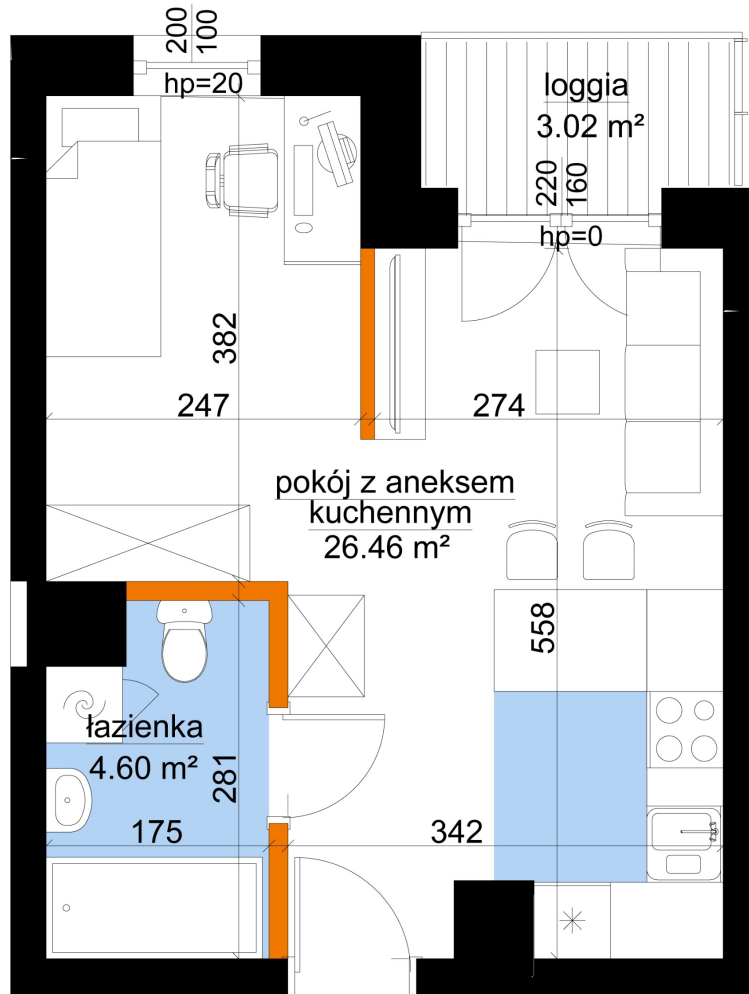 200
100
hp=20
loggia
3.02 m²
220
160
hp=0
382
247
274
pokój z aneksem
kuchennym
26.46 m²
558
łazienka
4.60 m²
281
175
342